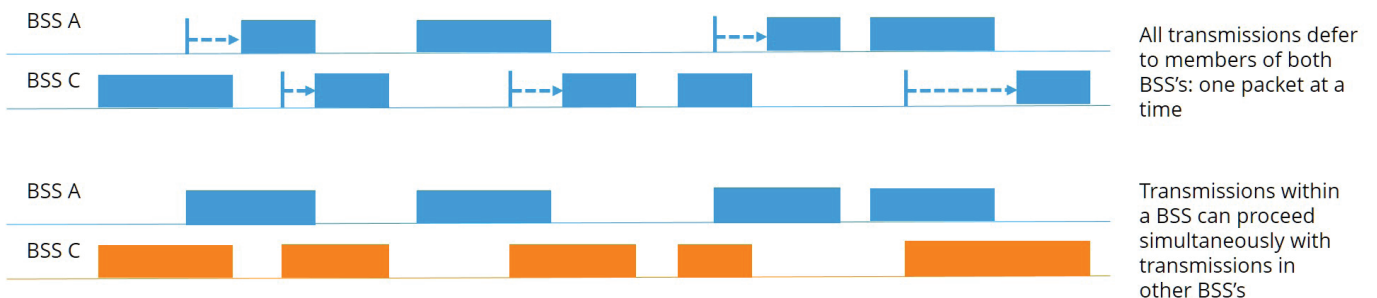 BSS A
All transmissions defer
to members of both
BSS C
BSS's: one packet at a
time
BSS A
Transmissions within
a BSS can proceed
BSS C
simultaneously with
transmissions in
other BSS's